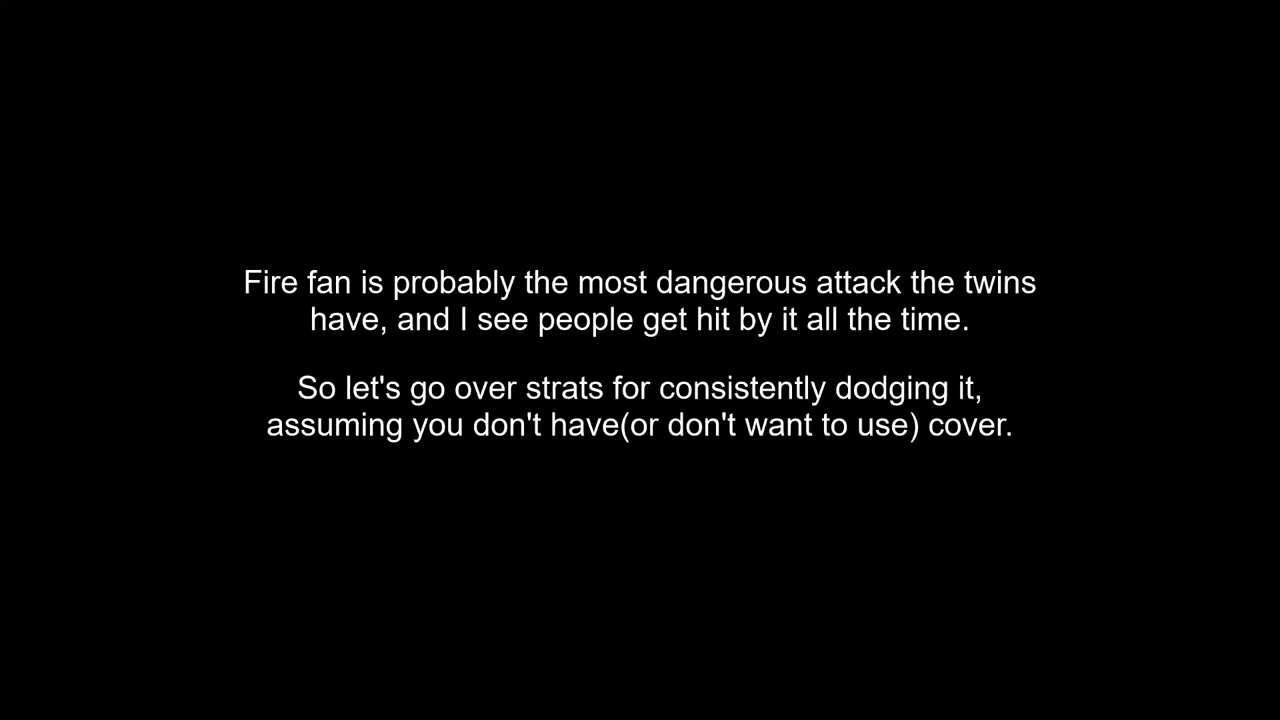 Fire fan is probably the most dangerous attack the twins
have, and I see people get hit by it all the time.
So let's go over strats for consistently dodging it,
assuming you don't have(or don't want to use) cover.